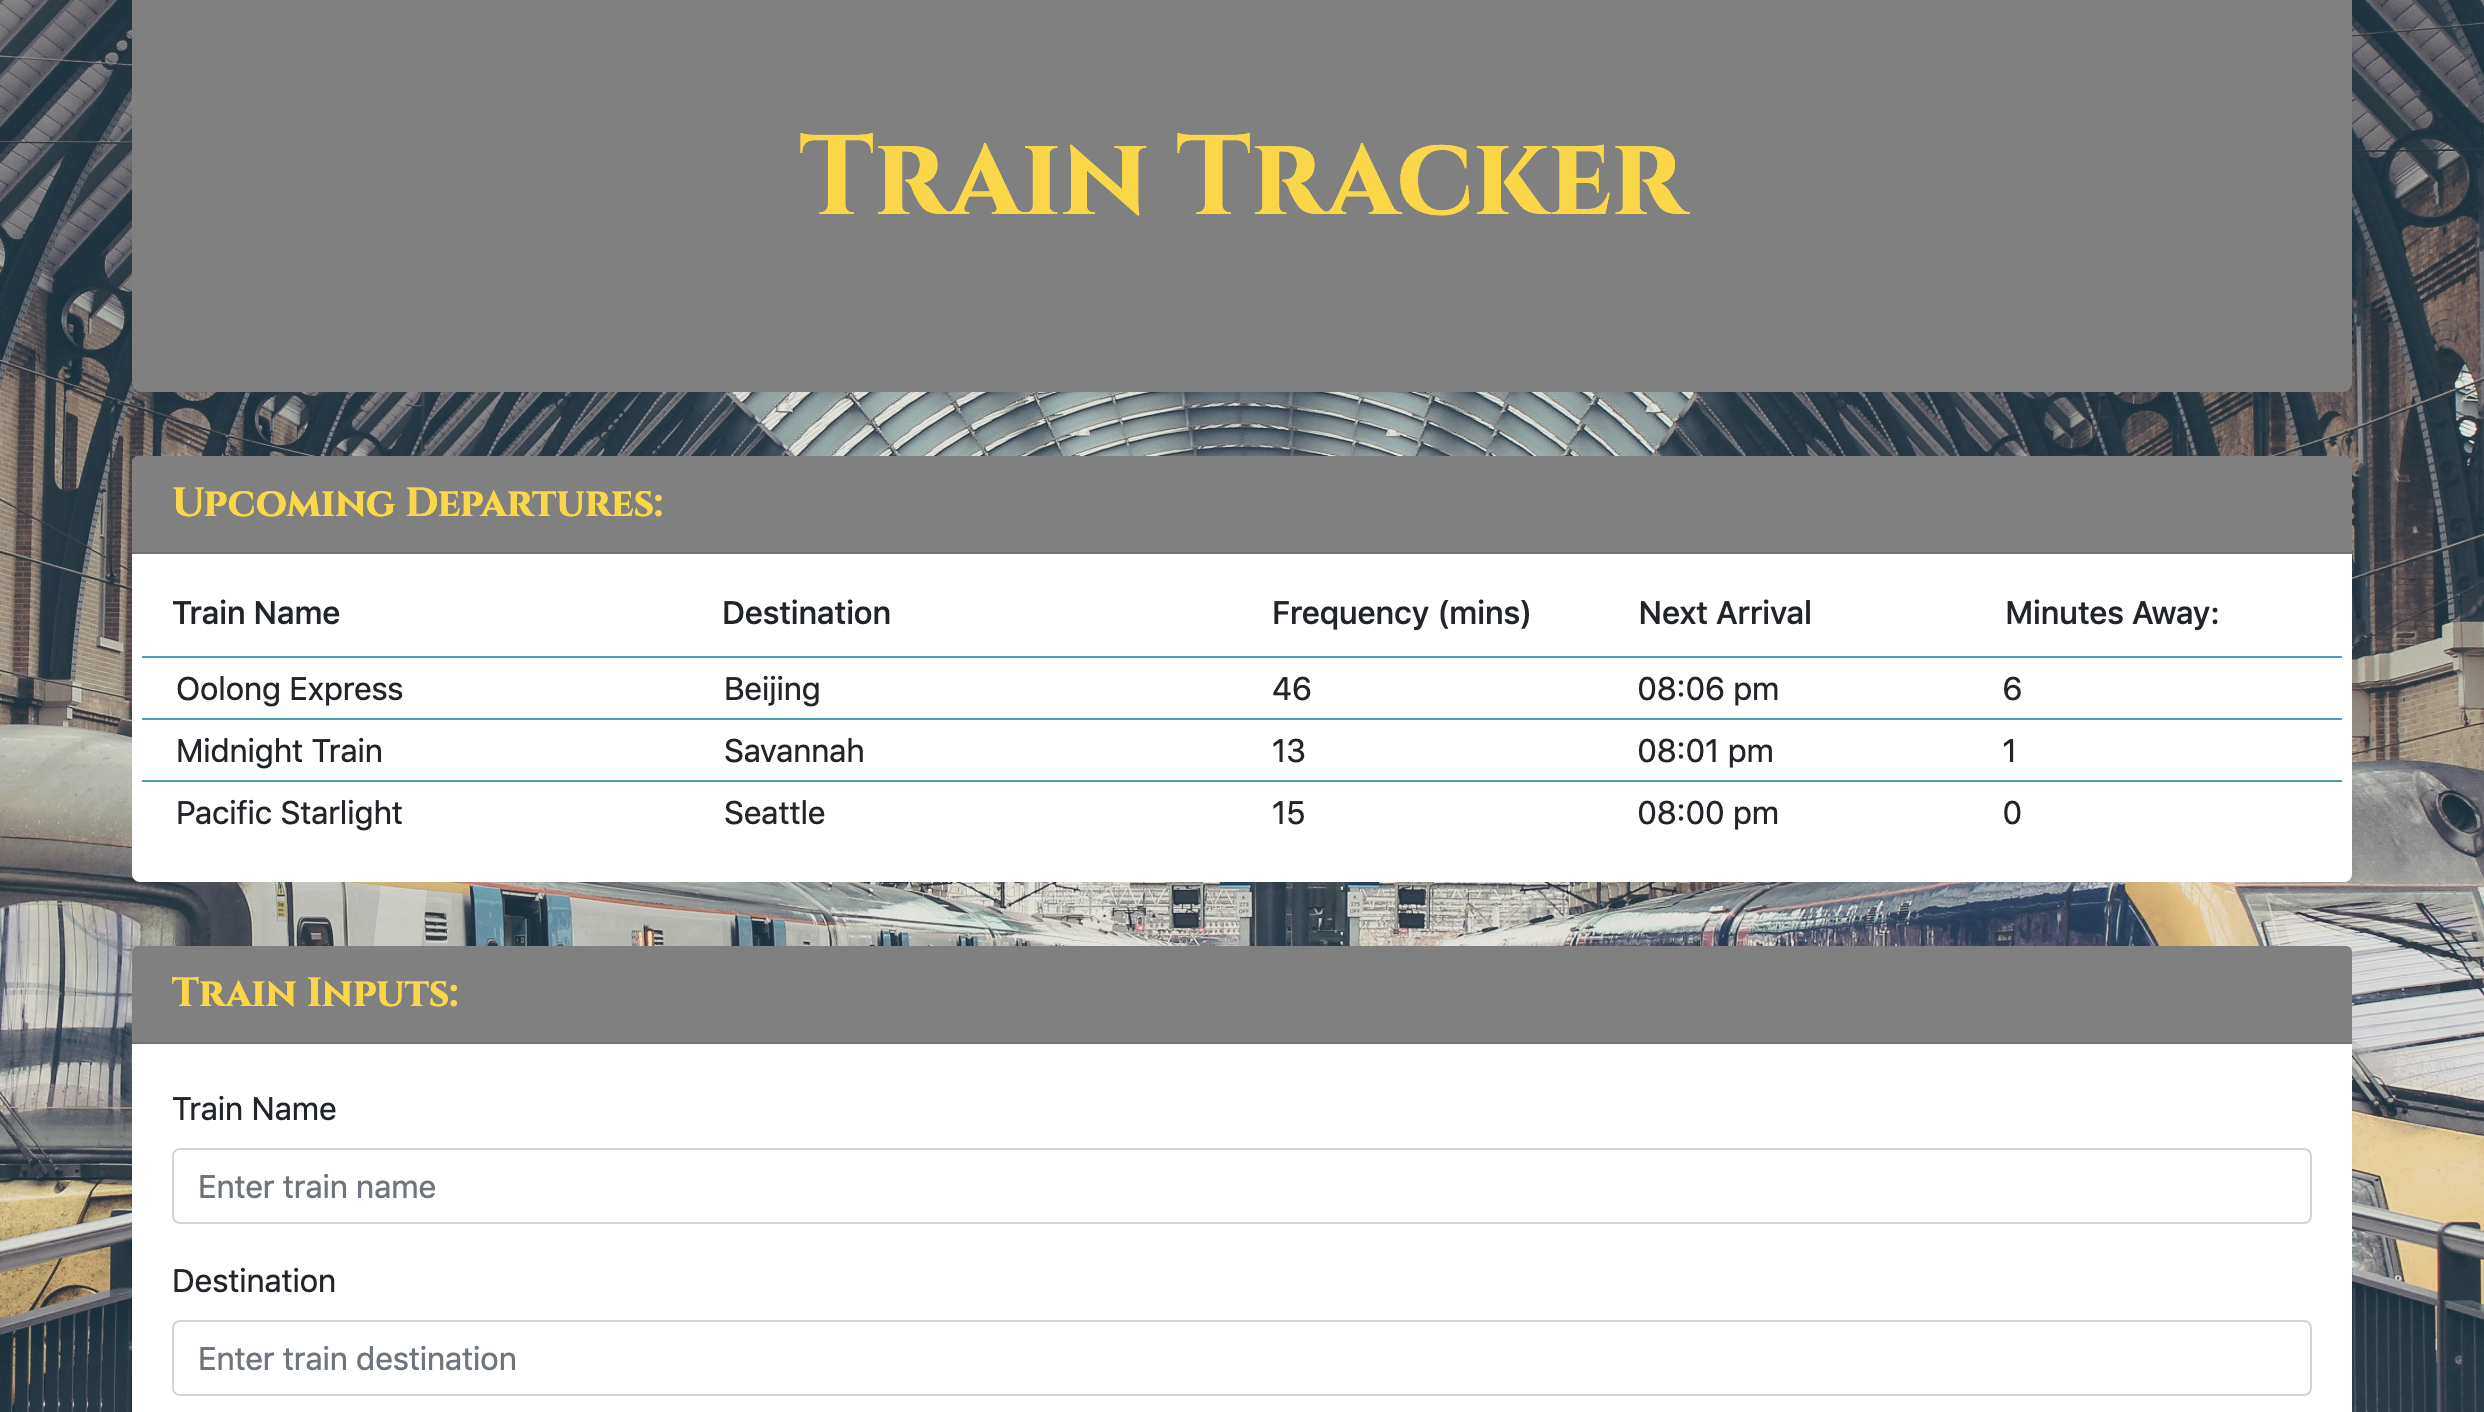 Train Tracker
Upcoming Departures:
Train Name Destination Frequency (mins) Next Arrival Minutes Away:
Oolong Express Beijing 46 08:06 pm 6
Midnight Train Savannah 13 08:01 pm 1
Pacific Starlight Seattle 15 08:00 pm 0
Train Inputs:
Train Name
Enter train name
Destination
Enter train destination